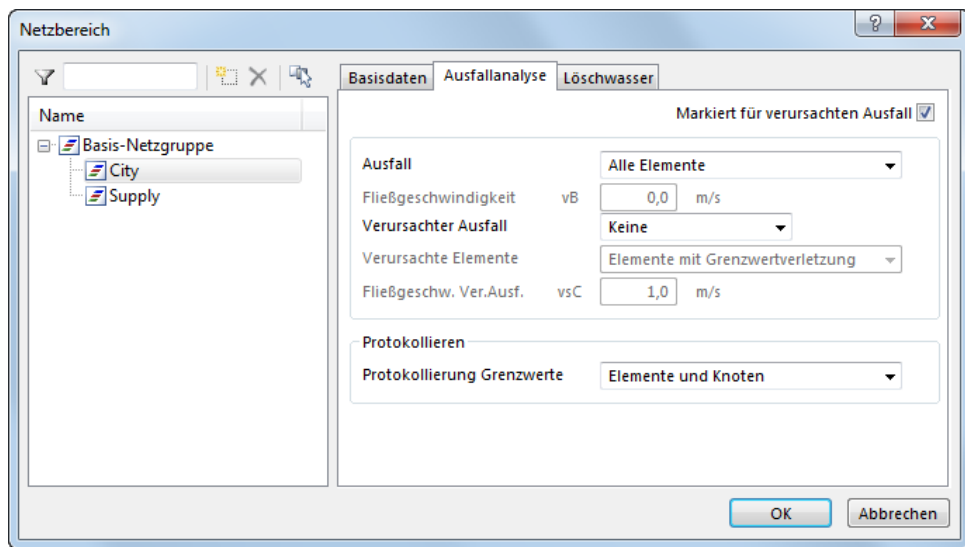 Netzbereich
Basisdaten Ausfallanalyse Löschwasser
Name
Basis-Netzgruppe
City
Supply
Markiert für verursachten Ausfall
Ausfall Alle Elemente
Fließgeschwindigkeit vB 0,0 m/s
Verursachter Ausfall Keine
Verursachte Elemente Elemente mit Grenzwertverletzung
Fließgeschw. Ver.Ausf. vsC 1,0 m/s
Protokollieren
Protokollierung Grenzwerte Elemente und Knoten
OK Abbrechen